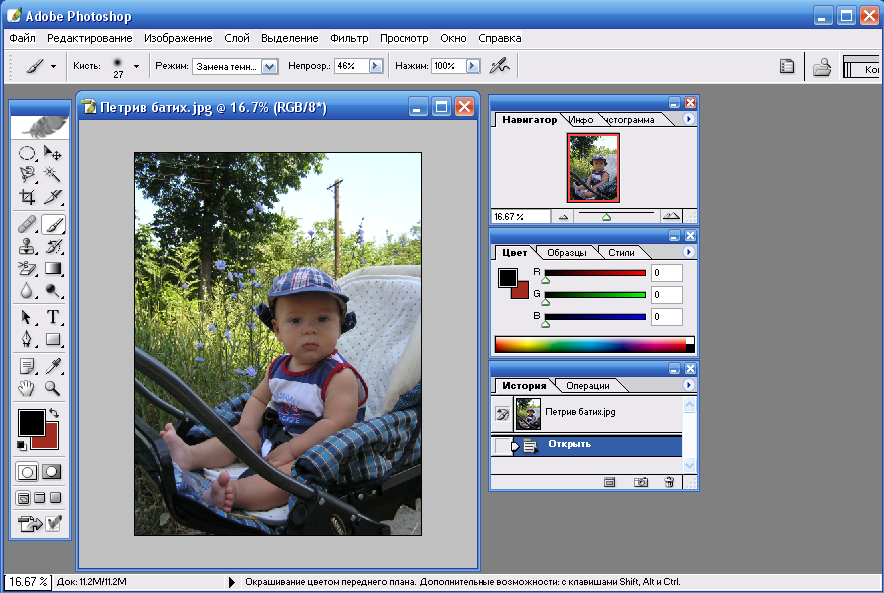 Adobe Photoshop
Файл Редактирование Изображение Слой Выделение Фильтр Просмотр Окно Справка
Кисть: 27 Режим: Замена темн... Непрозр.: 46% Нажим: 100% Ко
Петрив батих.jpg @ 16.7% (RGB/8*)
Навигатор Инфо истограмма
16.67 %
Цвет Образцы Стили
R 0
G 0
B 0
История Операции
Петрив батих.jpg
Открыть
16.67 % Док: 11.2M/11.2M Окрашивание цветом переднего плана. Дополнительные возможности: с клавишами Shift, Alt и Ctrl.